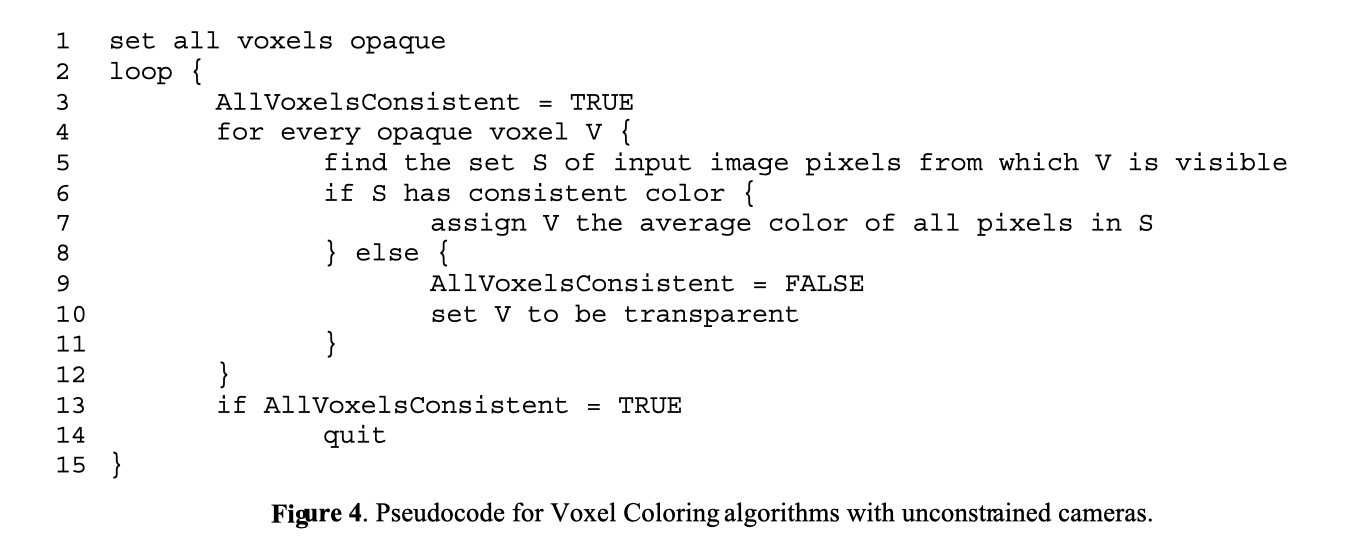 1 set all voxels opaque
2 loop {
3 AllVoxelsConsistent = TRUE
4 for every opaque voxel V {
5 find the set S of input image pixels from which V is visible
6 if S has consistent color {
7 assign V the average color of all pixels in S
8 } else {
9 AllVoxelsConsistent = FALSE
10 set V to be transparent
11 }
12 }
13 if AllVoxelsConsistent = TRUE
14 quit
15 }
Figure 4. Pseudocode for Voxel Coloring algorithms with unconstrained cameras.